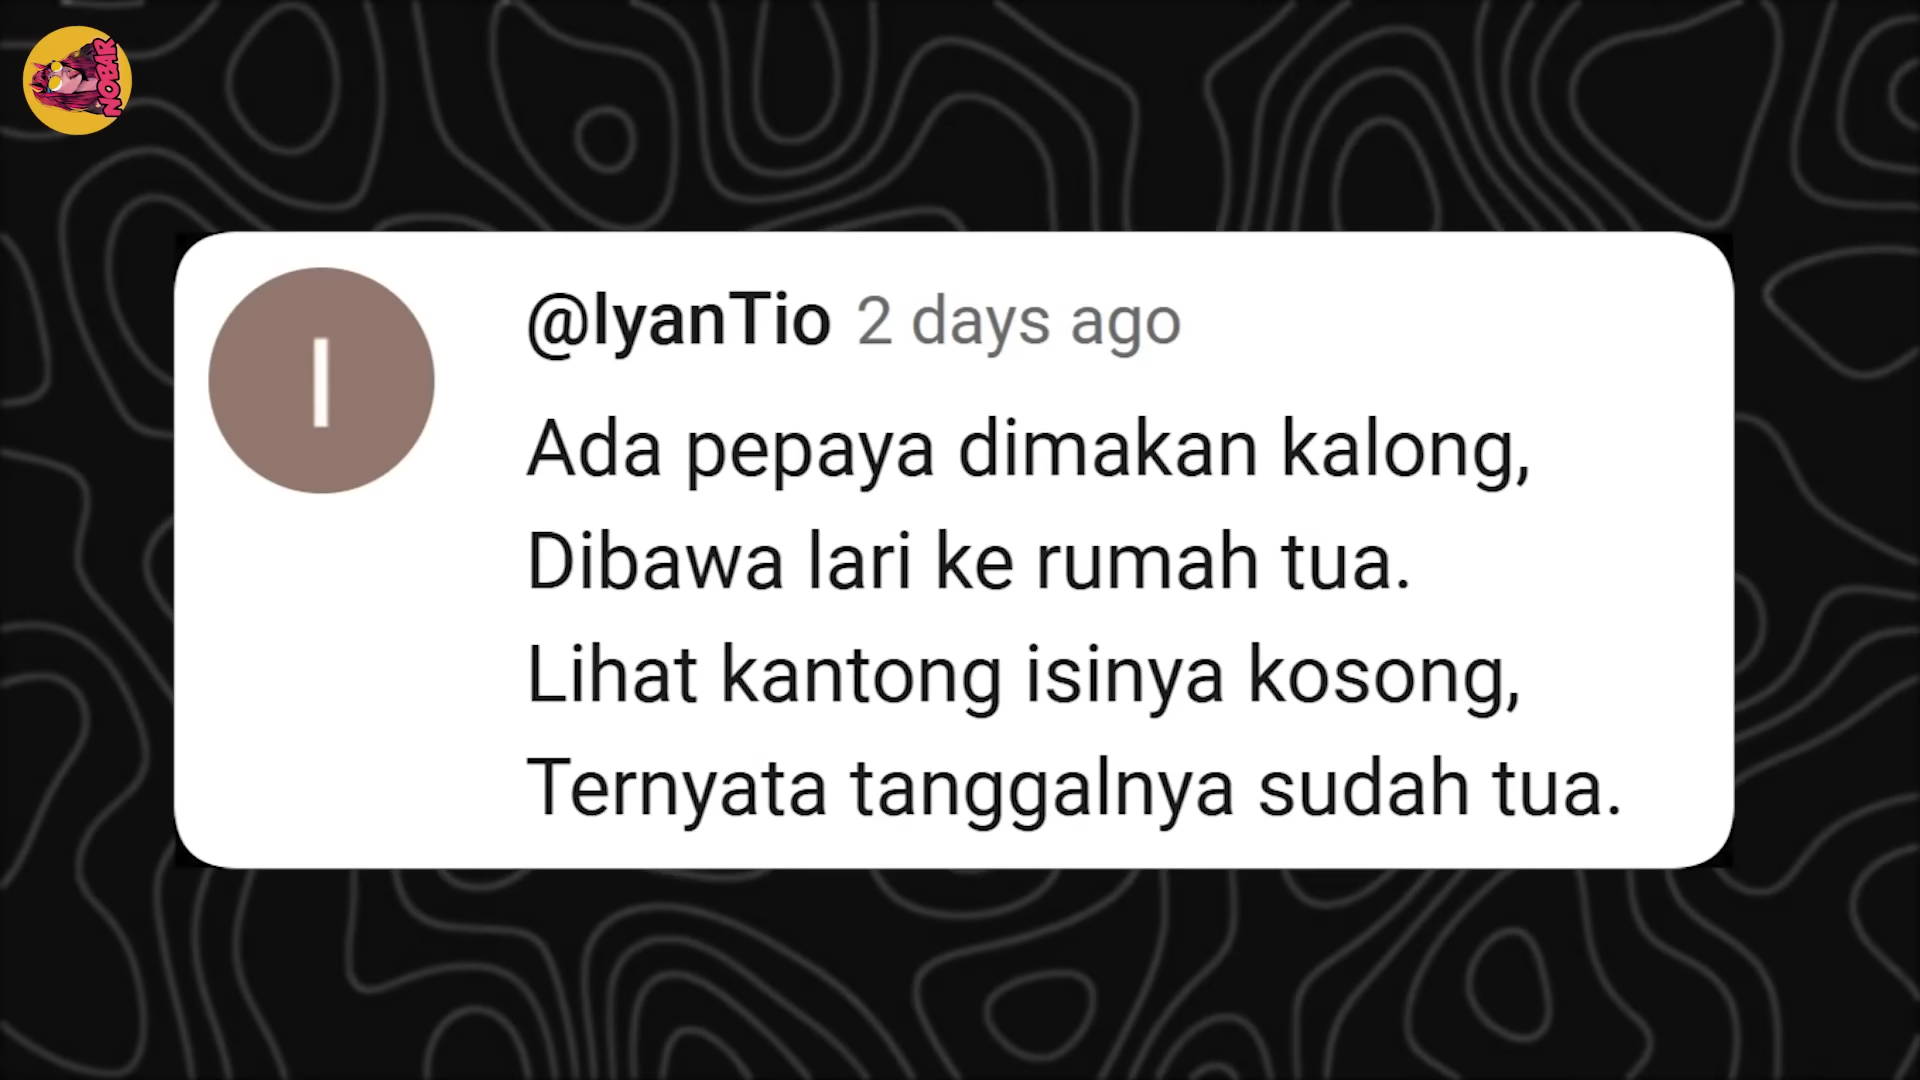 NOBAR
I
@IyanTio 2 days ago
Ada pepaya dimakan kalong,
Dibawa lari ke rumah tua.
Lihat kantong isinya kosong,
Ternyata tanggalnya sudah tua.